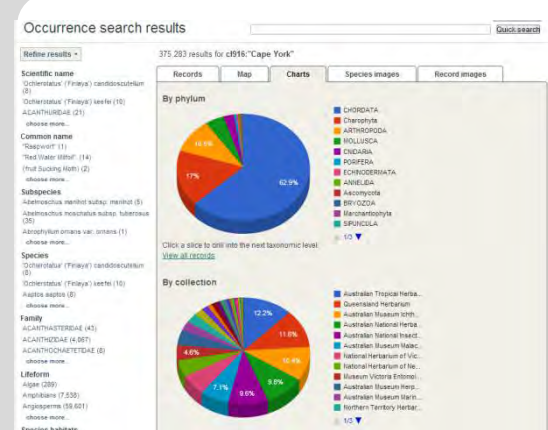 Occurrence search results
Quick search
Refine results
375 283 results for cl916:"Cape York"
Records
Map
Charts
Species images
Record images
Scientific name
'Ochlerotatus' ('Finlaya') candidoscutellum
(8)
'Ochlerotatus' ('Finlaya') keefei (10)
ACANTHURIDAE (21)
choose more...
Common name
"Raspwort" (1)
"Red Water Milfoil". (14)
(fruit Sucking Moth) (2)
choose more...
Subspecies
Abelmoschus manihot subsp. manihot (5)
Abelmoschus moschatus subsp. tuberosus
(36)
Abrophyllum ornans var. ornans (1)
choose more...
Species
'Ochlerotatus' ('Finlaya') candidoscutellum
'Ochlerotatus' ('Finlaya') keefei (10)
Aaptos aaptos (8)
choose more...
Family
ACANTHASTERIDAE (43)
ACANTHIZIDAE (4,067)
ACANTHOCHAETETIDAE (6)
choose more...
Lifeform
Algae (289)
Amphibians (7,538)
Angiosperms (59,601)
choose more...
Species habitats
By phylum
62.9%
17%
CHORDATA
Charophyta
ARTHROPODA
MOLLUSCA
CNIDARIA
PORIFERA
ECHINODERMATA
ANNELIDA
Ascomycota
BRYOZOA
Marchantiophyta
SIPUNCULA
1/3
Click a slice to drill into the next taxonomic level
View all records
By collection
12.2%
11.8%
10.4%
9.8%
9.6%
7.1%
4.6%
Australian Tropical Herba...
Queensland Herbarium
Australian Museum Ichth...
Australian National Herba...
Australian National Insect...
Australian Museum Malac...
National Herbarium of Vic...
National Herbarium of Ne...
Museum Victoria Entomol...
Australian Museum Herp...
Australian Museum Marin...
Northern Territory Herbar...
1/3